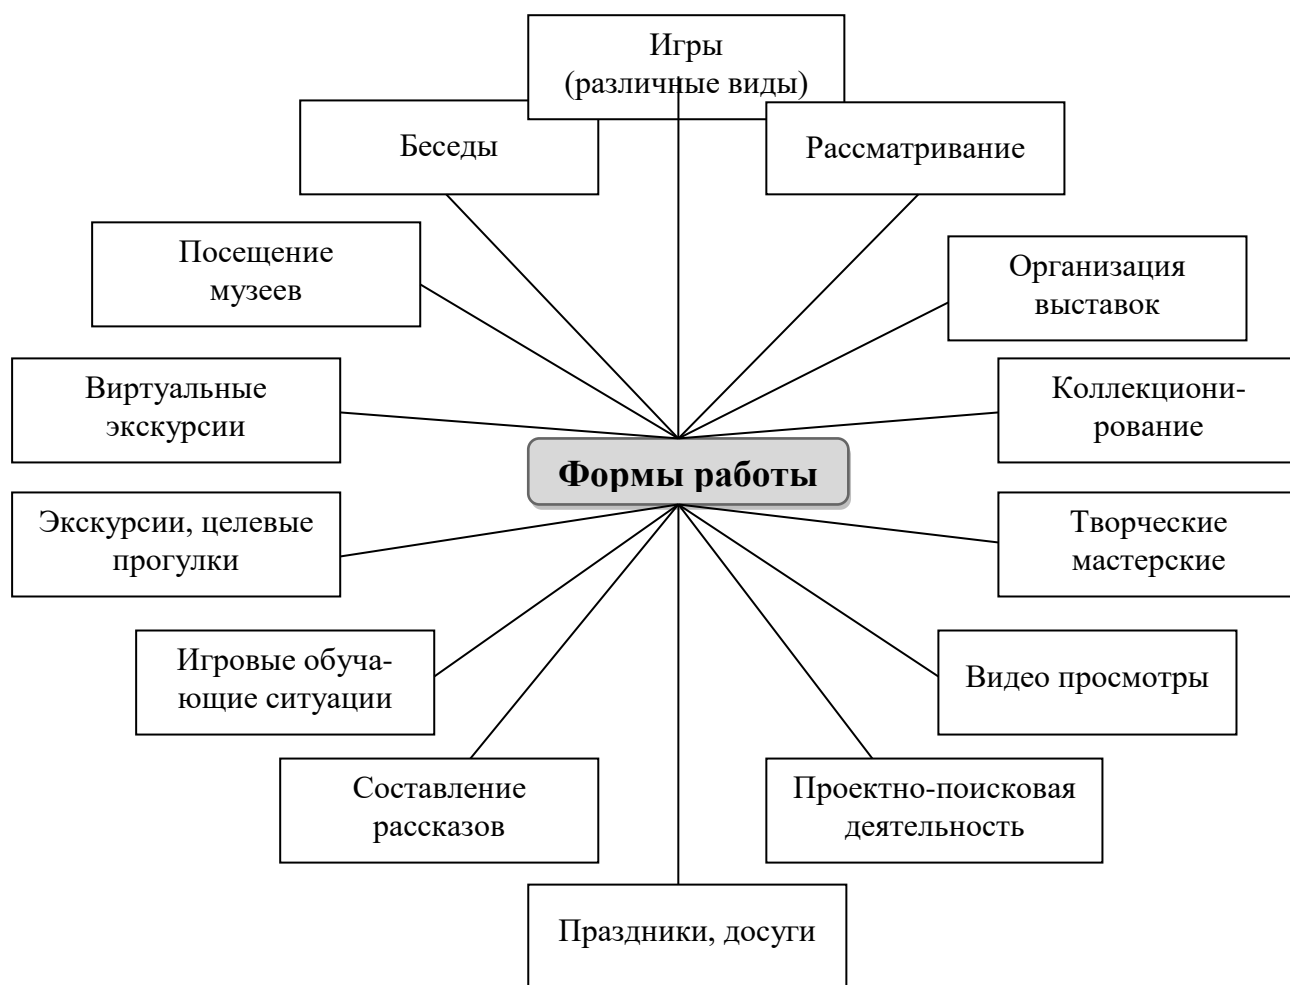 Игры
(различные виды)
Беседы
Рассматривание
Посещение
музеев
Организация
выставок
Виртуальные
экскурсии
Коллекциони-
рование
Формы работы
Экскурсии, целевые
прогулки
Творческие
мастерские
Игровые обуча-
ющие ситуации
Видео просмотры
Составление
рассказов
Проектно-поисковая
деятельность
Праздники, досуги